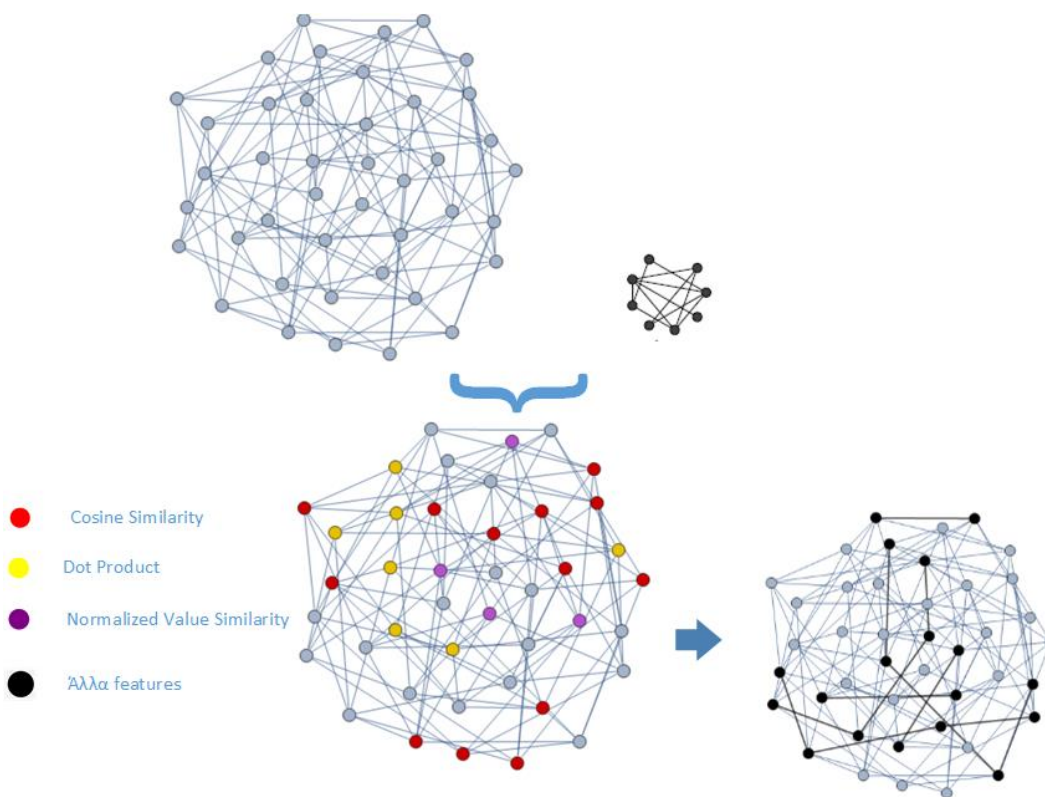 Cosine Similarity
Dot Product
Normalized Value Similarity
Άλλα features